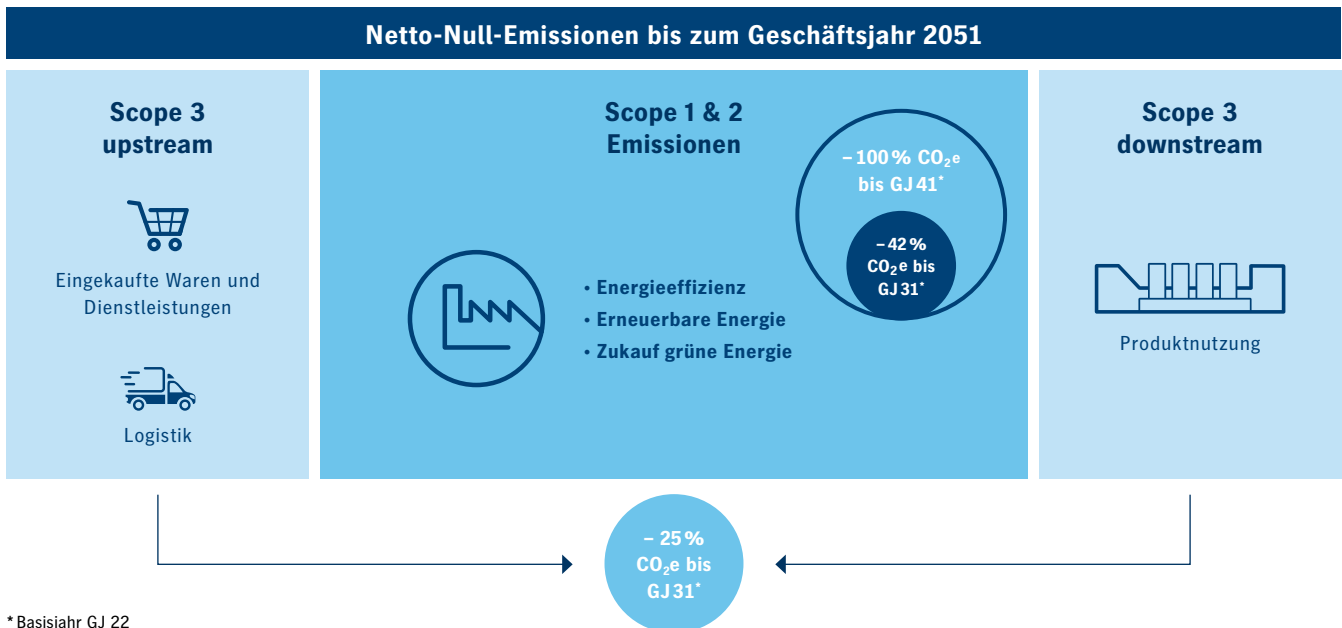 Netto-Null-Emissionen bis zum Geschäftsjahr 2051
Scope 3
upstream
Eingekaufte Waren und
Dienstleistungen
Logistik
Scope 1 & 2
Emissionen
• Energieeffizienz
• Erneuerbare Energie
• Zukauf grüne Energie
– 100 % CO₂e
bis GJ 41*
– 42 %
CO₂e bis
GJ 31*
Scope 3
downstream
Produktnutzung
– 25 %
CO₂e bis
GJ 31*
* Basisjahr GJ 22